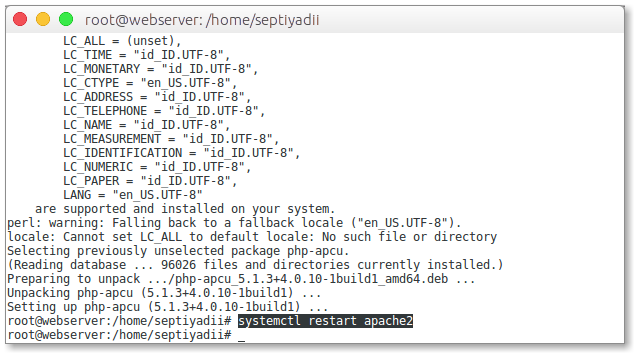 root@webserver: /home/septiyadii
LC_ALL = (unset),
LC_TIME = "id_ID.UTF-8",
LC_MONETARY = "id_ID.UTF-8",
LC_CTYPE = "en_US.UTF-8",
LC_ADDRESS = "id_ID.UTF-8",
LC_TELEPHONE = "id_ID.UTF-8",
LC_NAME = "id_ID.UTF-8",
LC_MEASUREMENT = "id_ID.UTF-8",
LC_IDENTIFICATION = "id_ID.UTF-8",
LC_NUMERIC = "id_ID.UTF-8",
LC_PAPER = "id_ID.UTF-8",
LANG = "en_US.UTF-8"
are supported and installed on your system.
perl: warning: Falling back to a fallback locale ("en_US.UTF-8").
locale: Cannot set LC_ALL to default locale: No such file or directory
Selecting previously unselected package php-apcu.
(Reading database ... 96026 files and directories currently installed.)
Preparing to unpack .../php-apcu_5.1.3+4.0.10-1build1_amd64.deb ...
Unpacking php-apcu (5.1.3+4.0.10-1build1) ...
Setting up php-apcu (5.1.3+4.0.10-1build1) ...
root@webserver:/home/septiyadii# systemctl restart apache2
root@webserver:/home/septiyadii# _